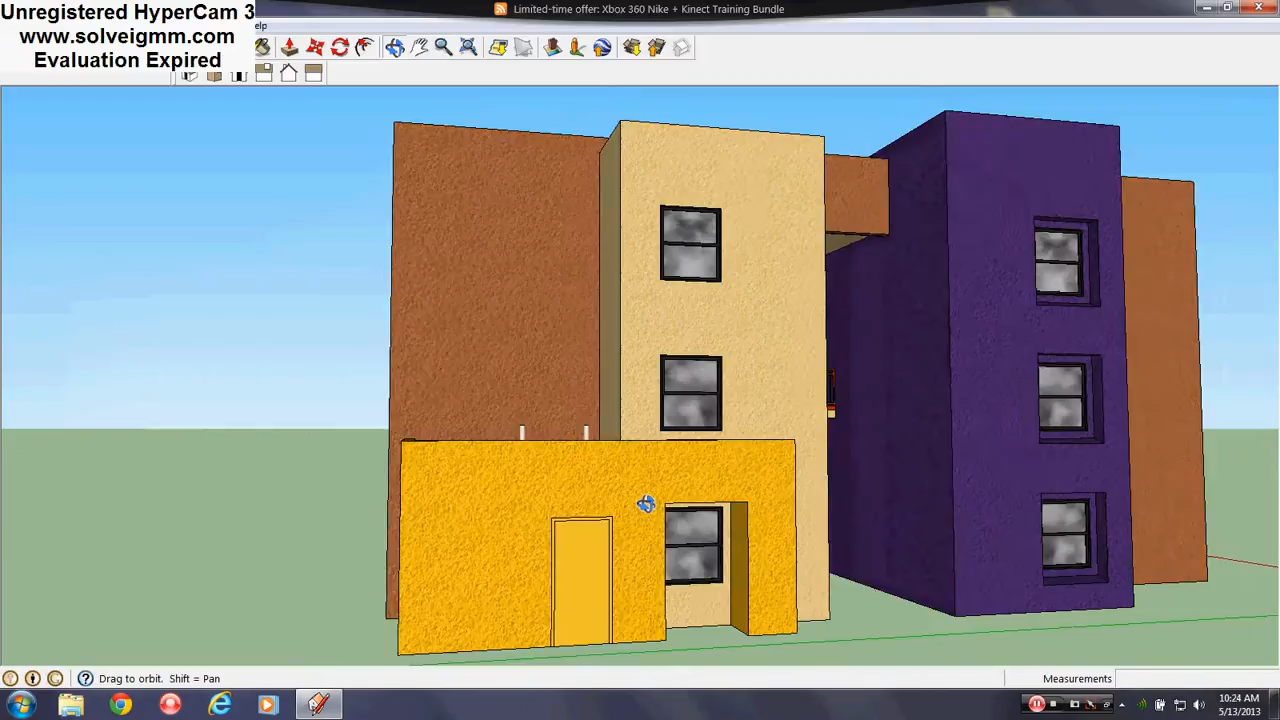 Unregistered HyperCam 3
www.solveigmm.com
Evaluation Expired
Limited-time offer: Xbox 360 Nike + Kinect Training Bundle
elp
Drag to orbit. Shift = Pan
Measurements
10:24 AM
5/13/2013